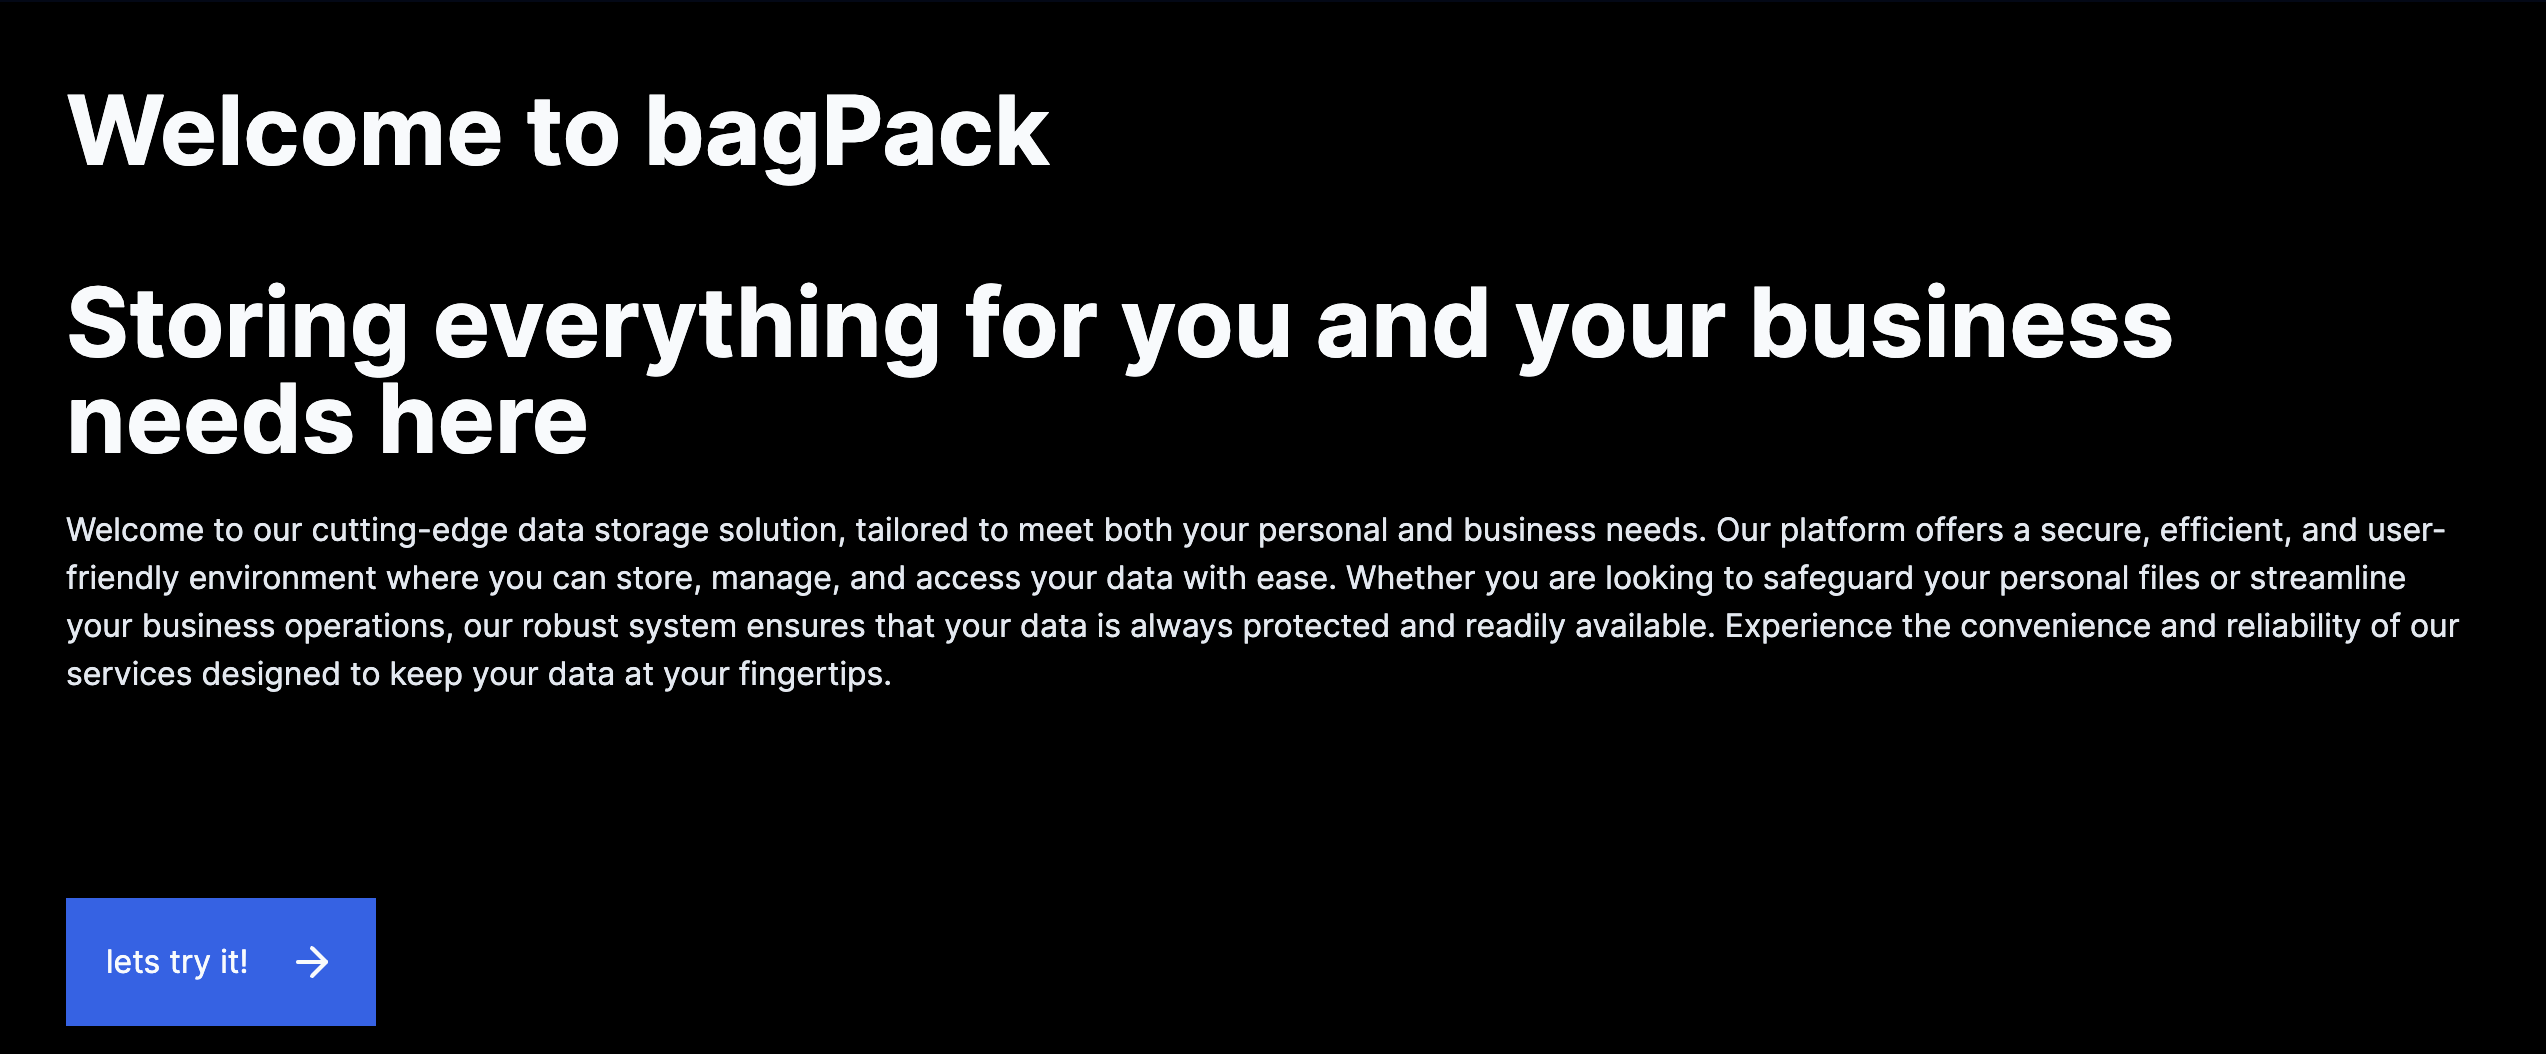 Welcome to bagPack
Storing everything for you and your business
needs here
Welcome to our cutting-edge data storage solution, tailored to meet both your personal and business needs. Our platform offers a secure, efficient, and user-
friendly environment where you can store, manage, and access your data with ease. Whether you are looking to safeguard your personal files or streamline
your business operations, our robust system ensures that your data is always protected and readily available. Experience the convenience and reliability of our
services designed to keep your data at your fingertips.
lets try it!